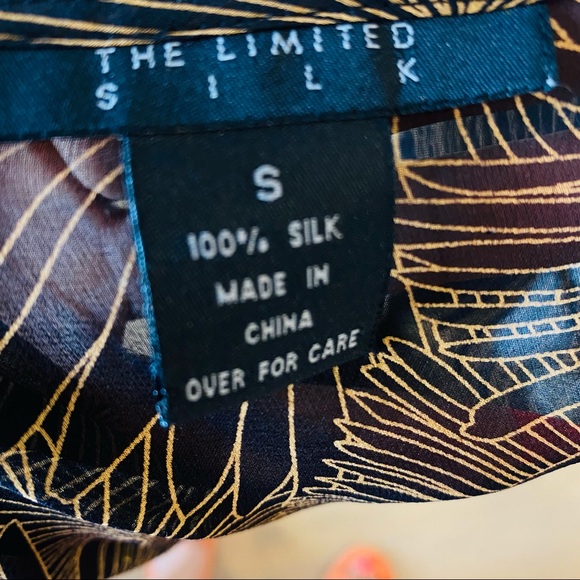 THE LIMITED
SILK
S
100% SILK
MADE IN
CHINA
OVER FOR CARE